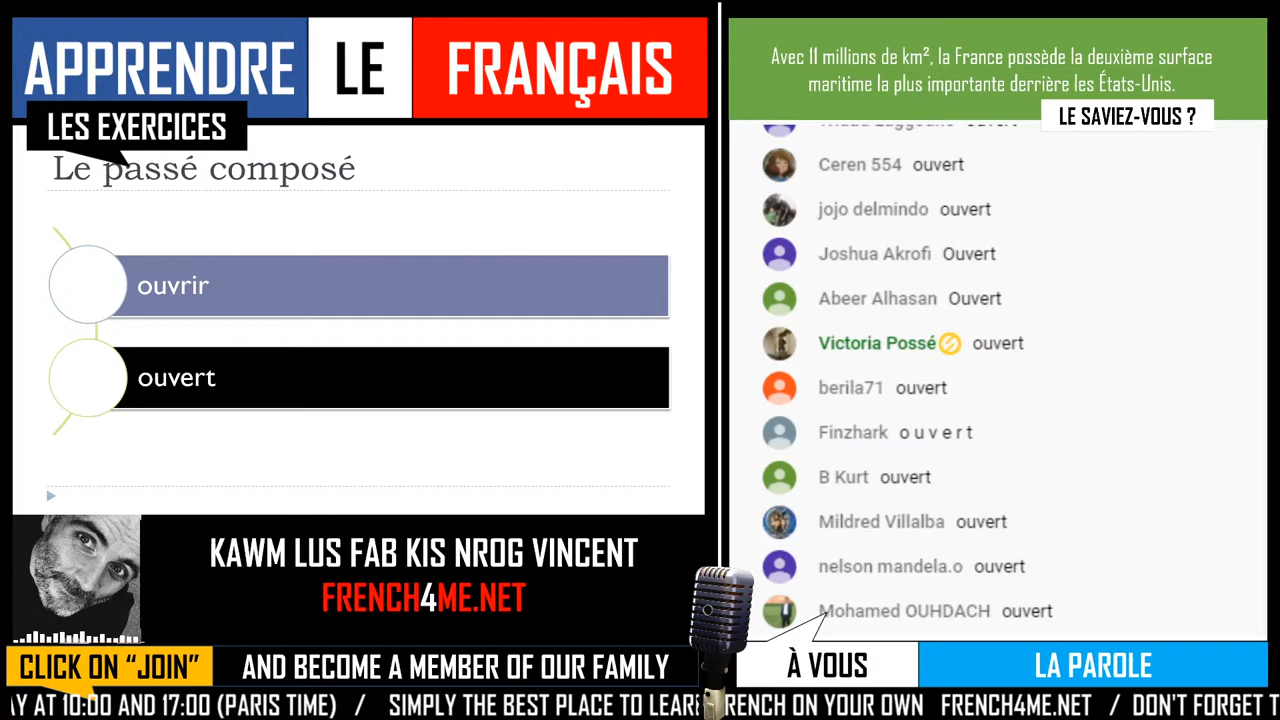 APPRENDRE LE FRANÇAIS
LES EXERCICES
Le passé composé
ouvrir
ouvert
KAWM LUS FAB KIS NROG VINCENT
FRENCH4ME.NET
CLICK ON “JOIN” AND BECOME A MEMBER OF OUR FAMILY
Avec 11 millions de km², la France possède la deuxième surface
maritime la plus importante derrière les États-Unis.
LE SAVIEZ-VOUS ?
Ceren 554 ouvert
jojo delmindo ouvert
Joshua Akrofi Ouvert
Abeer Alhasan Ouvert
Victoria Possé ouvert
berila71 ouvert
Finzhark o u v e r t
B Kurt ouvert
Mildred Villalba ouvert
nelson mandela.o ouvert
Mohamed OUHDACH ouvert
À VOUS LA PAROLE
AT 10:00 AND 17:00 (PARIS TIME) / SIMPLY THE BEST PLACE TO LEARN FRENCH ON YOUR OWN FRENCH4ME.NET / DON'T FORGET